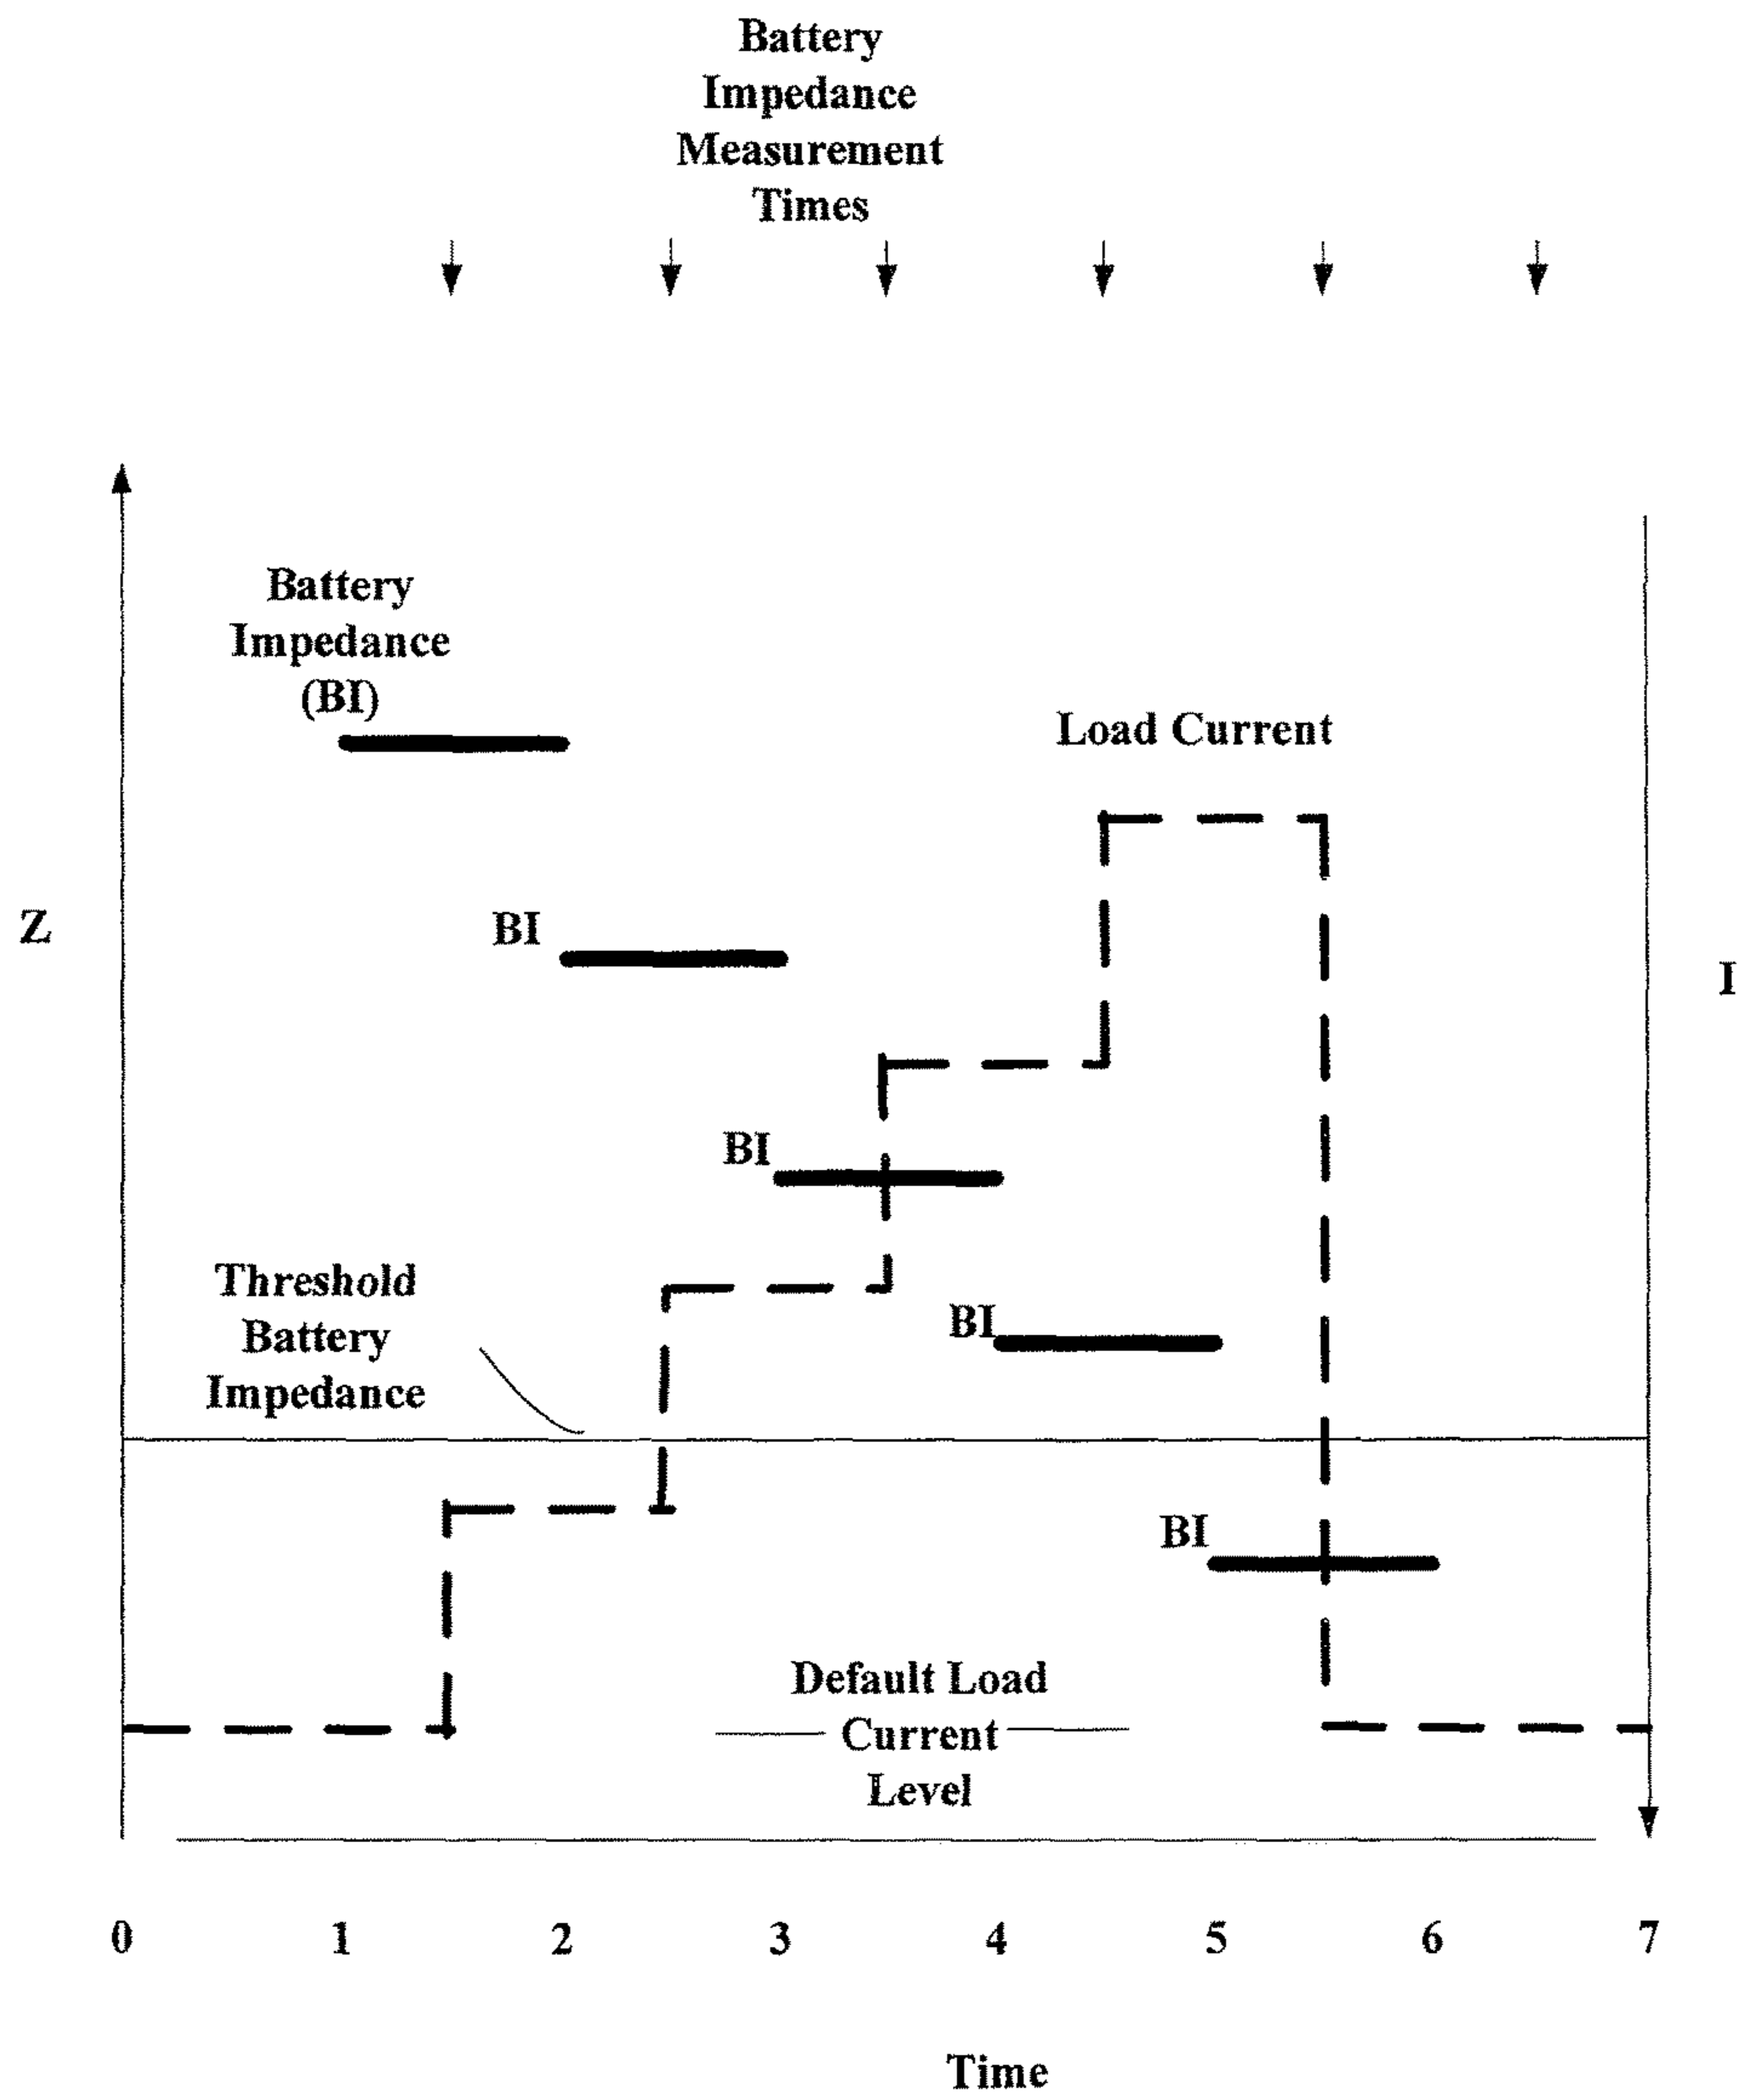 Battery
Impedance
Measurement
Times
Battery
Impedance
(BI)
Load Current
Z
BI
I
BI
Threshold
Battery
Impedance
BI
BI
Default Load
Current
Level
0 1 2 3 4 5 6 7
Time